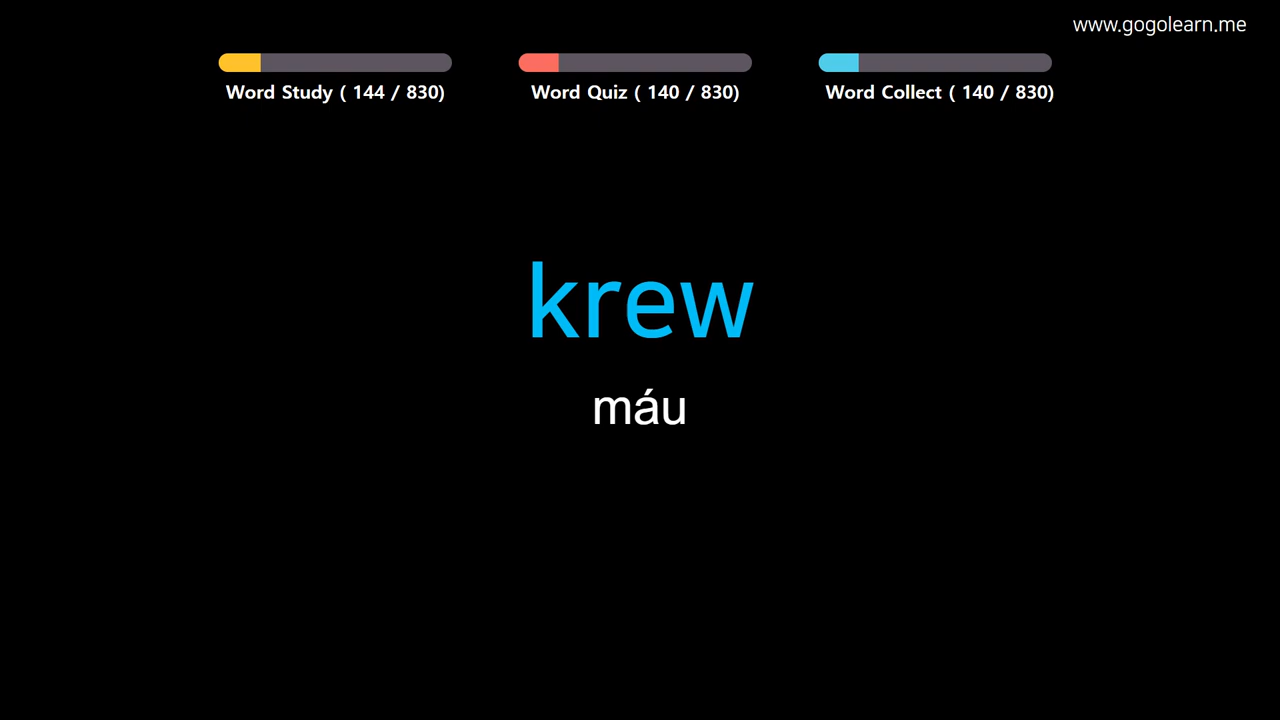 www.gogolearn.me
Word Study ( 144 / 830)
Word Quiz ( 140 / 830)
Word Collect ( 140 / 830)
krew
máu